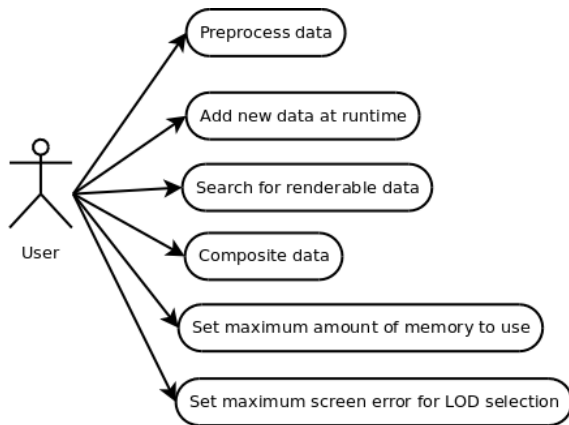 Preprocess data
Add new data at runtime
Search for renderable data
User
Composite data
Set maximum amount of memory to use
Set maximum screen error for LOD selection